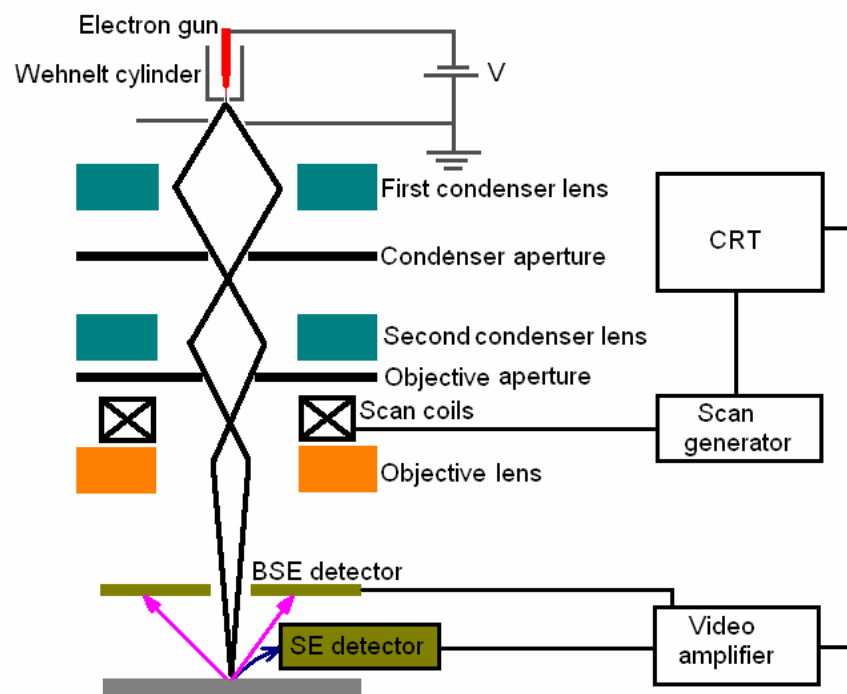 Electron gun
Wehnelt cylinder
V
First condenser lens
CRT
Condenser aperture
Second condenser lens
Objective aperture
Scan coils
Scan
generator
Objective lens
BSE detector
SE detector
Video
amplifier